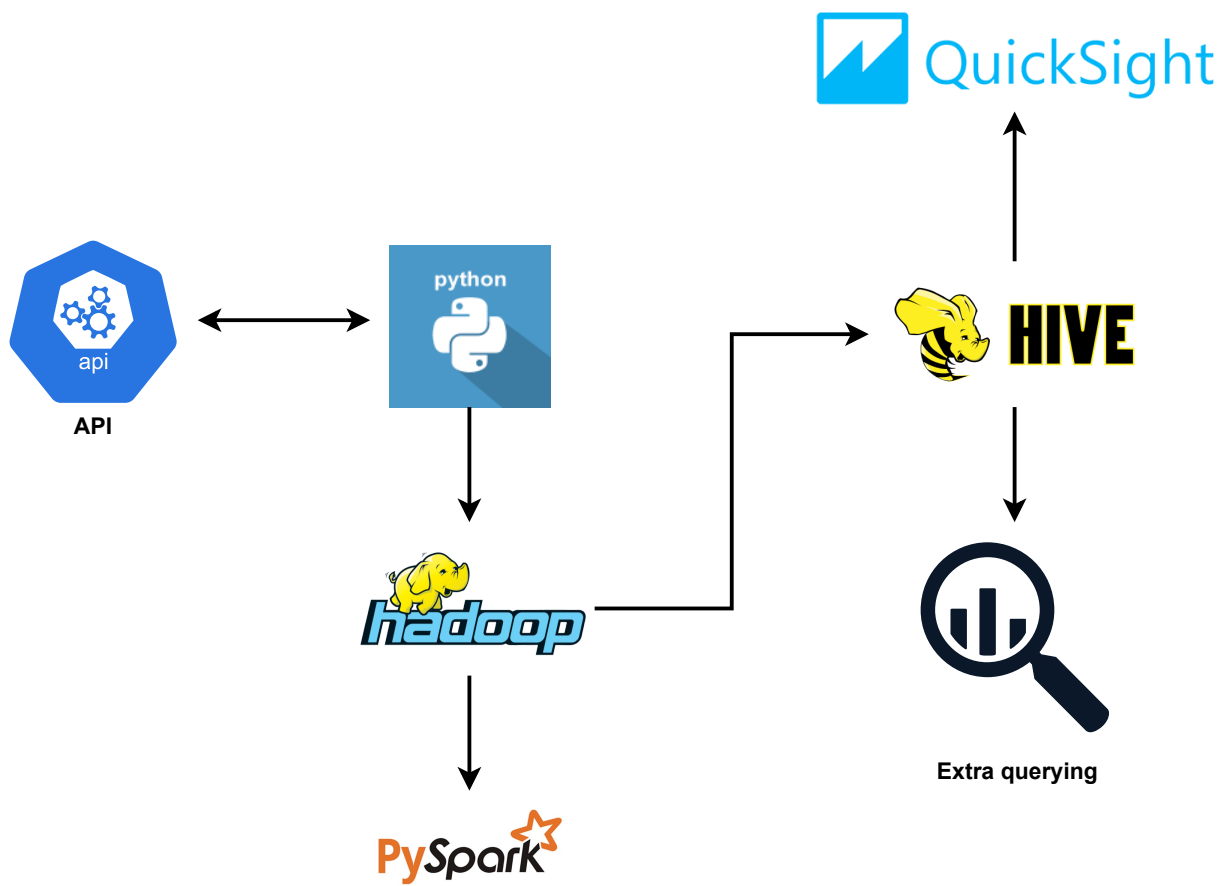 QuickSight
python
api
API
HIVE
hadoop
Extra querying
PySpark